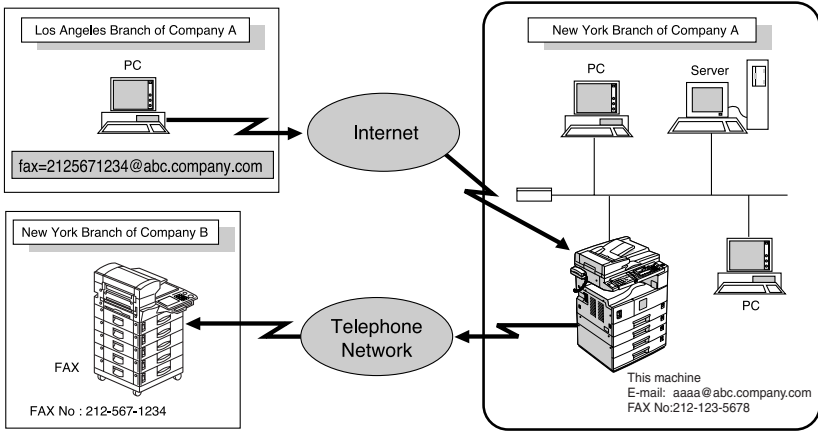 Los Angeles Branch of Company A
PC
fax=2125671234@abc.company.com
Internet
New York Branch of Company A
PC
Server
PC
This machine
E-mail: aaaa@abc.company.com
FAX No:212-123-5678
New York Branch of Company B
FAX
FAX No : 212-567-1234
Telephone
Network